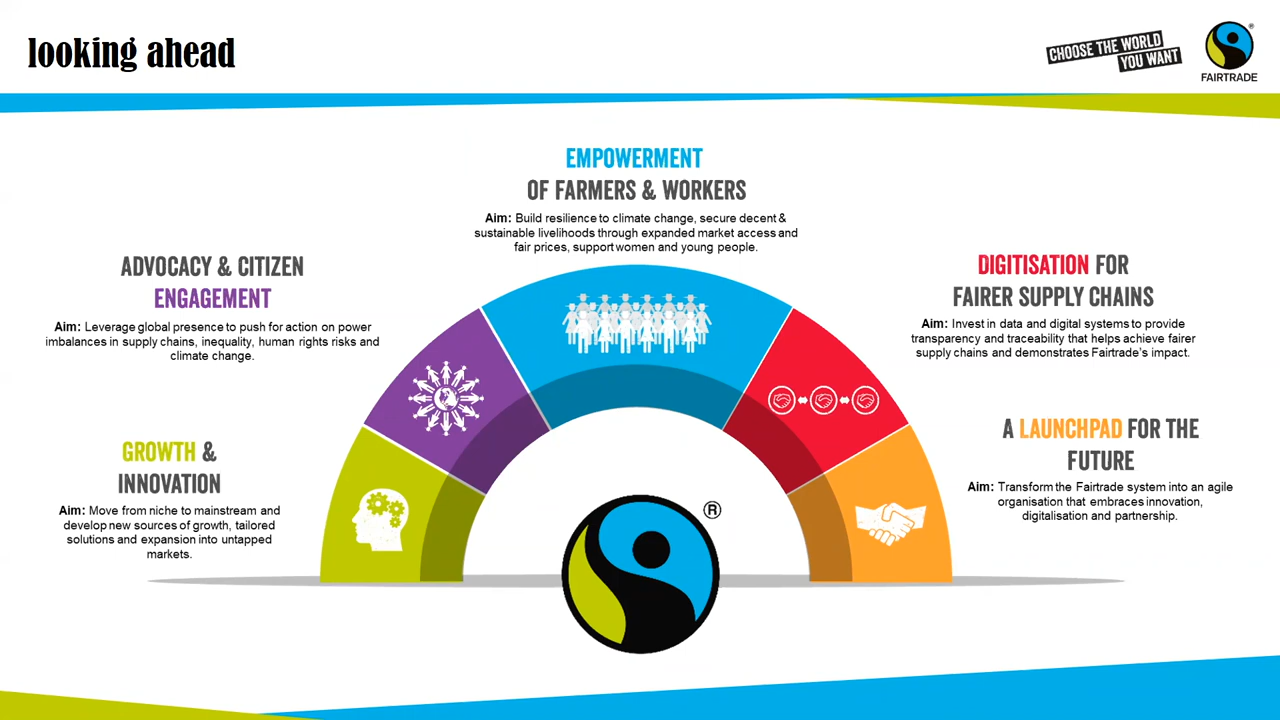 looking ahead
CHOOSE THE WORLD
YOU WANT
®
FAIRTRADE
EMPOWERMENT
OF FARMERS & WORKERS
Aim: Build resilience to climate change, secure decent &
sustainable livelihoods through expanded market access and
fair prices, support women and young people.
ADVOCACY & CITIZEN
ENGAGEMENT
Aim: Leverage global presence to push for action on power
imbalances in supply chains, inequality, human rights risks and
climate change.
DIGITISATION FOR
FAIRER SUPPLY CHAINS
Aim: Invest in data and digital systems to provide
transparency and traceability that helps achieve fairer
supply chains and demonstrates Fairtrade's impact.
GROWTH &
INNOVATION
Aim: Move from niche to mainstream and
develop new sources of growth, tailored
solutions and expansion into untapped
markets.
A LAUNCHPAD FOR THE
FUTURE
Aim: Transform the Fairtrade system into an agile
organisation that embraces innovation,
digitalisation and partnership.
®